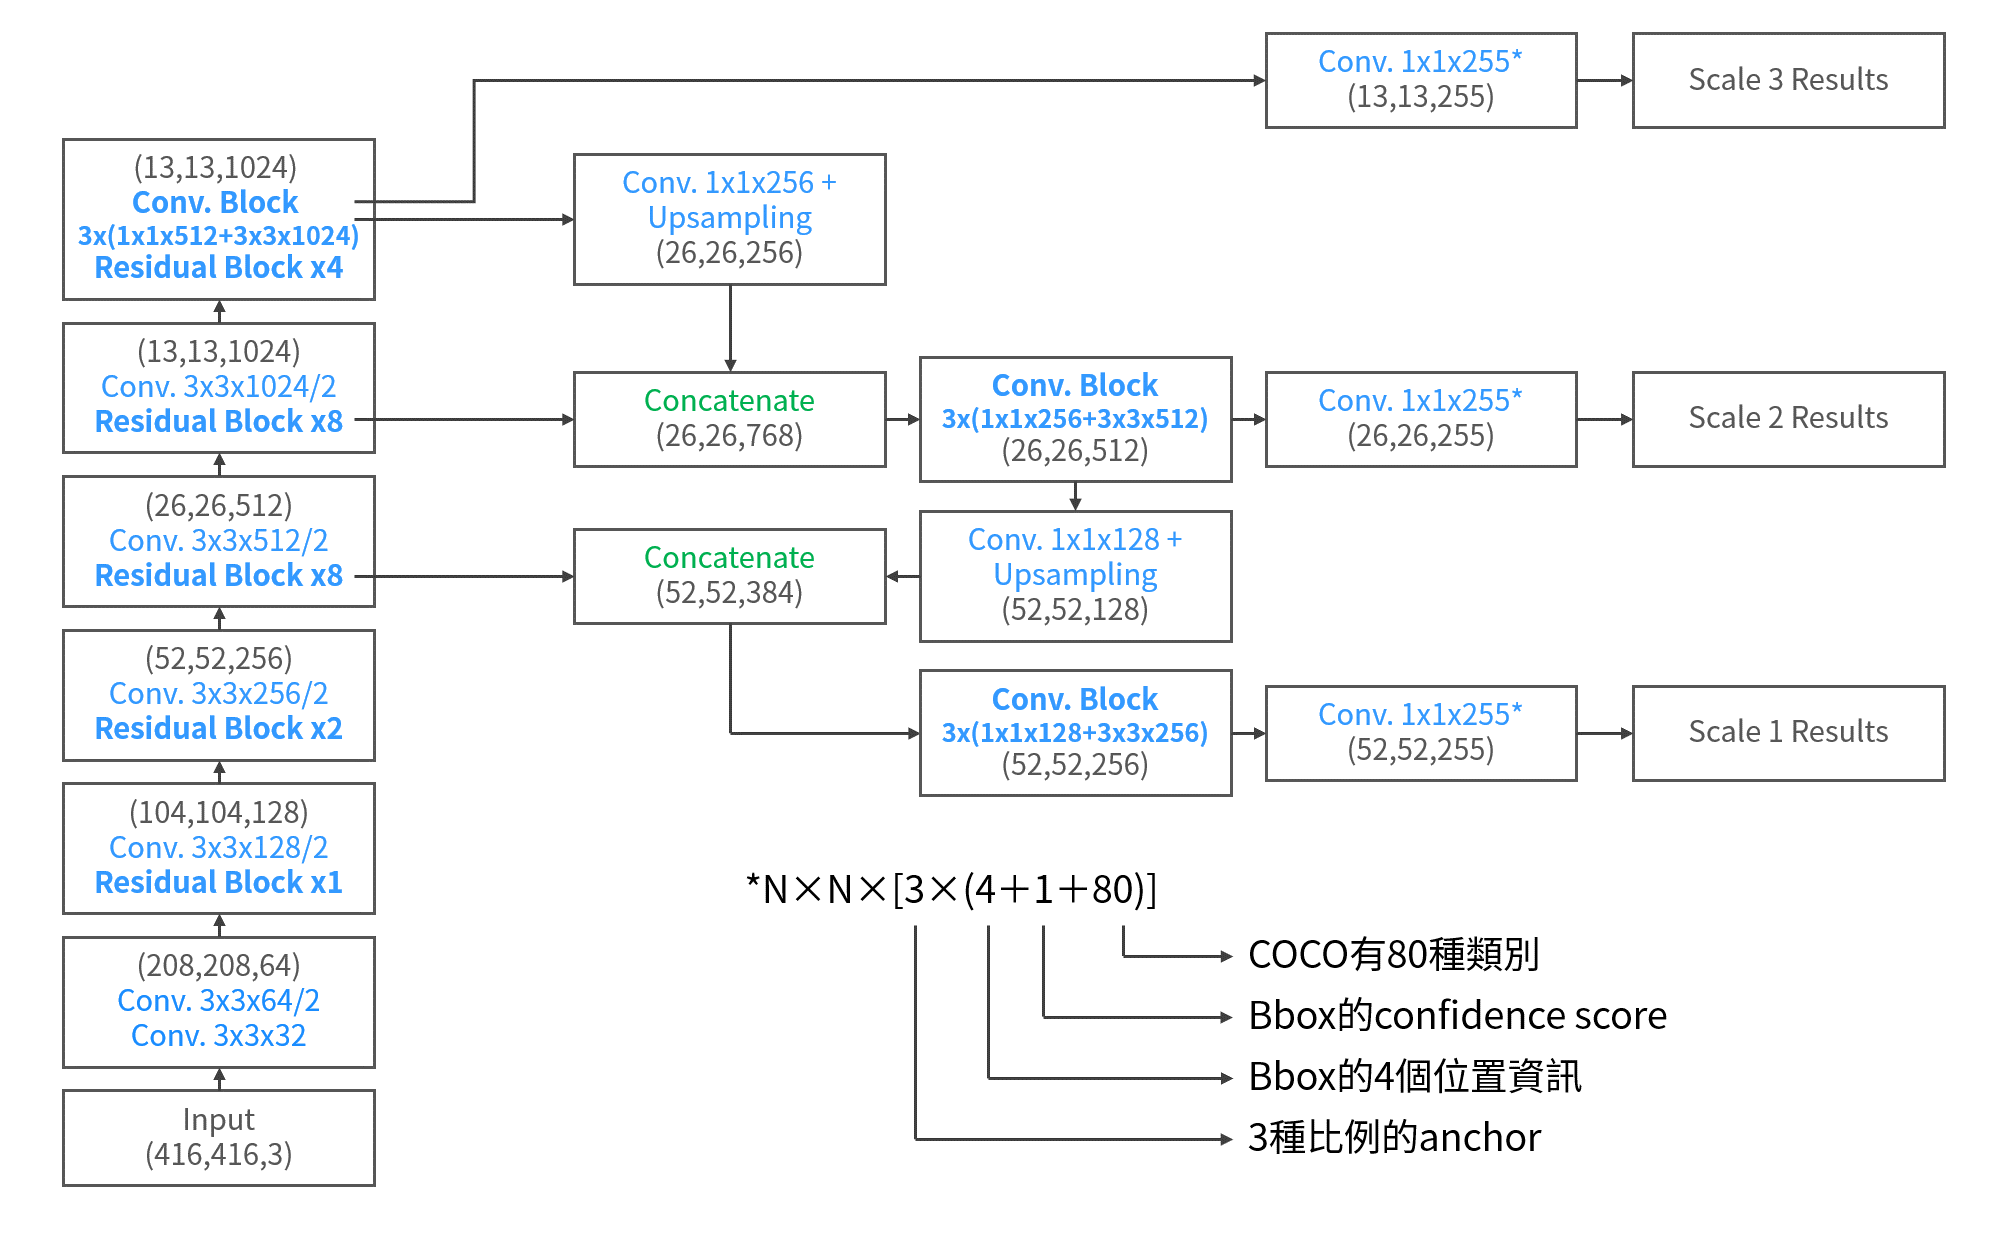 Conv. 1x1x255*
(13,13,255)
Scale 3 Results
(13,13,1024)
Conv. Block
3x(1x1x512+3x3x1024)
Residual Block x4
Conv. 1x1x256 +
Upsampling
(26,26,256)
(13,13,1024)
Conv. 3x3x1024/2
Residual Block x8
Concatenate
(26,26,768)
Conv. Block
3x(1x1x256+3x3x512)
(26,26,512)
Conv. 1x1x255*
(26,26,255)
Scale 2 Results
(26,26,512)
Conv. 3x3x512/2
Residual Block x8
Concatenate
(52,52,384)
Conv. 1x1x128 +
Upsampling
(52,52,128)
(52,52,256)
Conv. 3x3x256/2
Residual Block x2
Conv. Block
3x(1x1x128+3x3x256)
(52,52,256)
Conv. 1x1x255*
(52,52,255)
Scale 1 Results
(104,104,128)
Conv. 3x3x128/2
Residual Block x1
(208,208,64)
Conv. 3x3x64/2
Conv. 3x3x32
Input
(416,416,3)
*N×N×[3×(4+1+80)]
COCO有80種類別
Bbox的confidence score
Bbox的4個位置資訊
3種比例的anchor